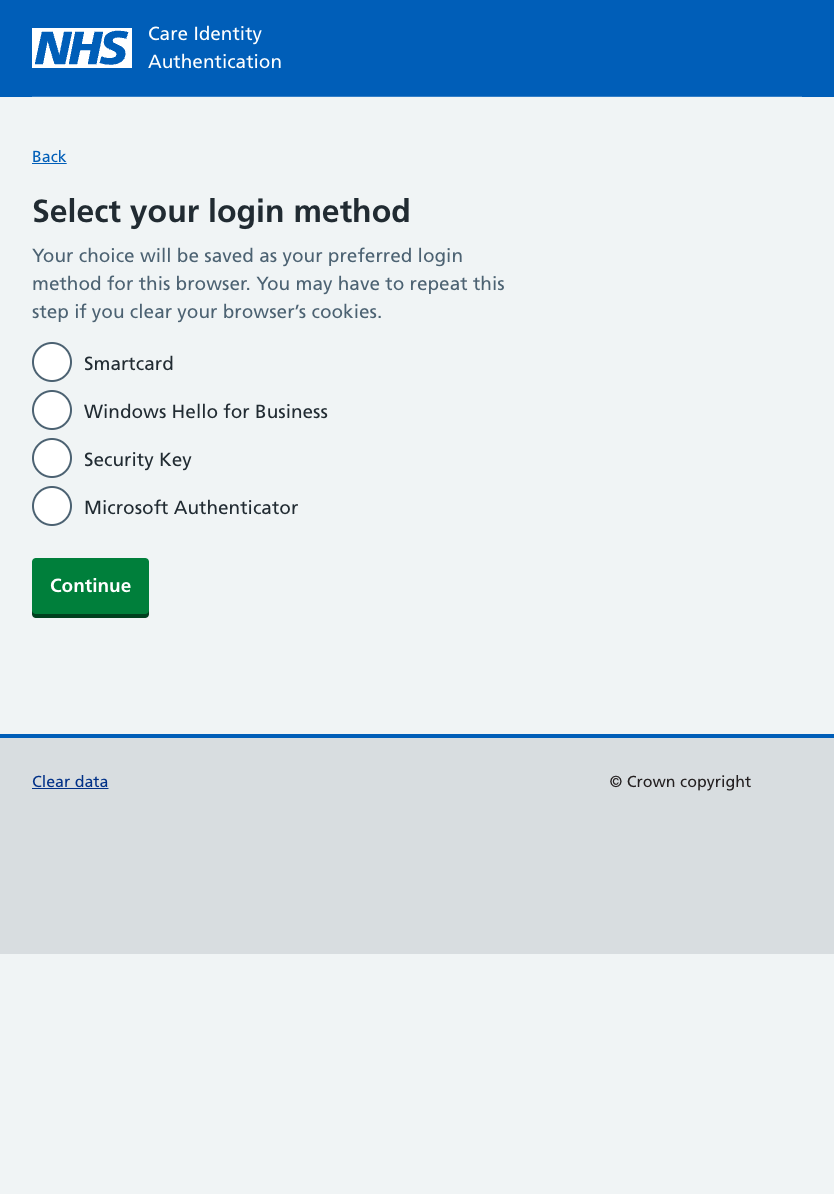 NHS
Care Identity
Authentication
Back
Select your login method
Your choice will be saved as your preferred login
method for this browser. You may have to repeat this
step if you clear your browser’s cookies.
Smartcard
Windows Hello for Business
Security Key
Microsoft Authenticator
Continue
Clear data
© Crown copyright